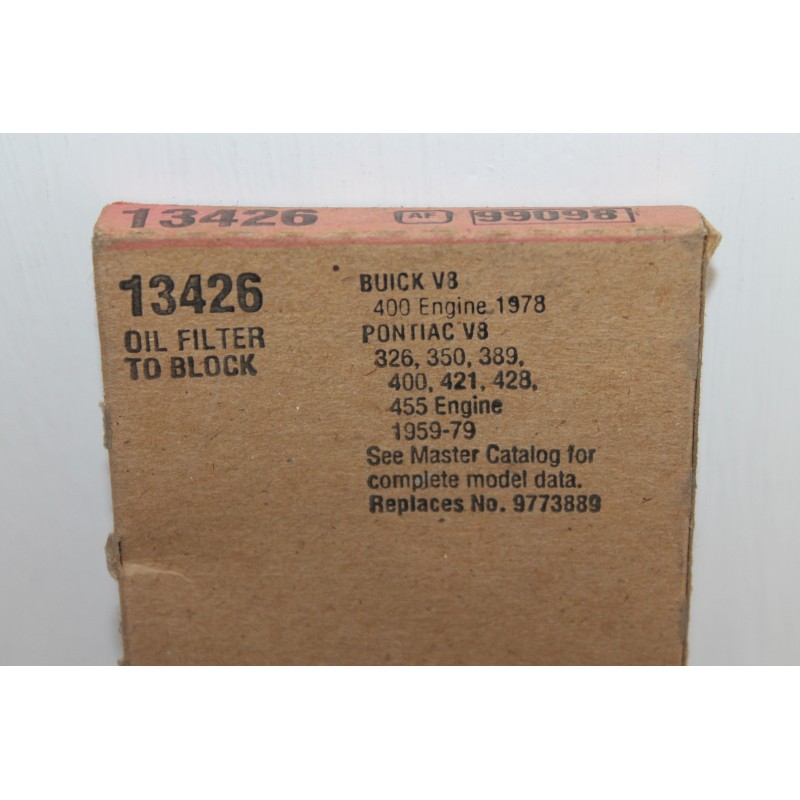 13426 AF 99098
13426
OIL FILTER
TO BLOCK
BUICK V8
400 Engine 1978
PONTIAC V8
326, 350, 389,
400, 421, 428,
455 Engine
1959-79
See Master Catalog for
complete model data.
Replaces No. 9773889